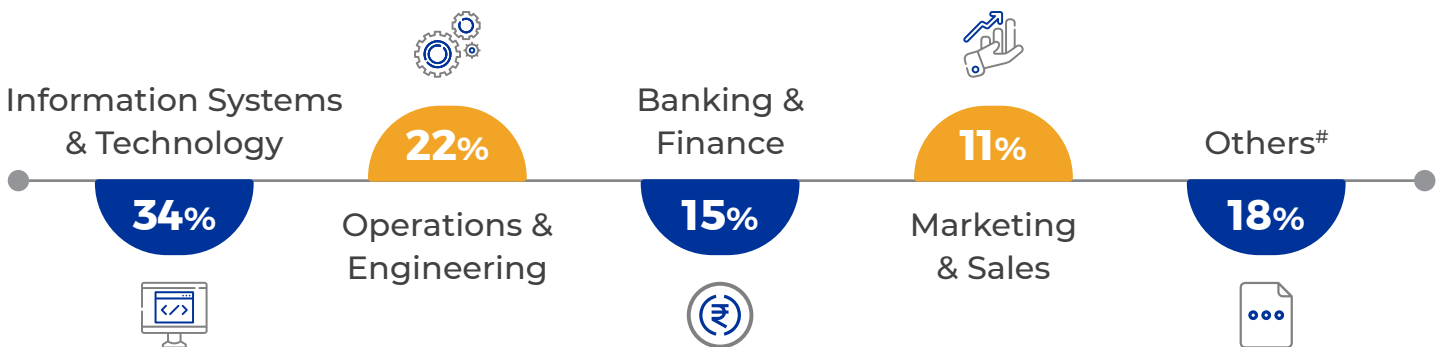 Information Systems
& Technology
34%
22%
Operations &
Engineering
Banking &
Finance
15%
11%
Marketing
& Sales
Others#
18%